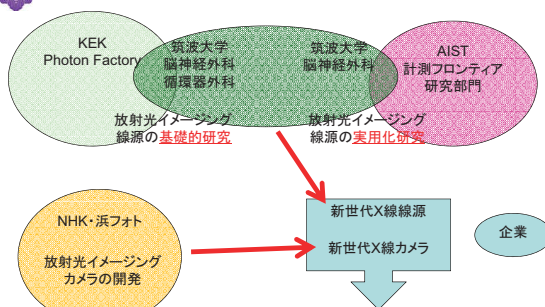 KEK
Photon Factory
筑波大学
脳神経外科
循環器外科
筑波大学
脳神経外科
AIST
計測フロンティア
研究部門
放射光イメージング
線源の基礎的研究
放射光イメージング
線源の実用化研究
NHK・浜フォト
放射光イメージング
カメラの開発
新世代X線線源
新世代X線カメラ
企業